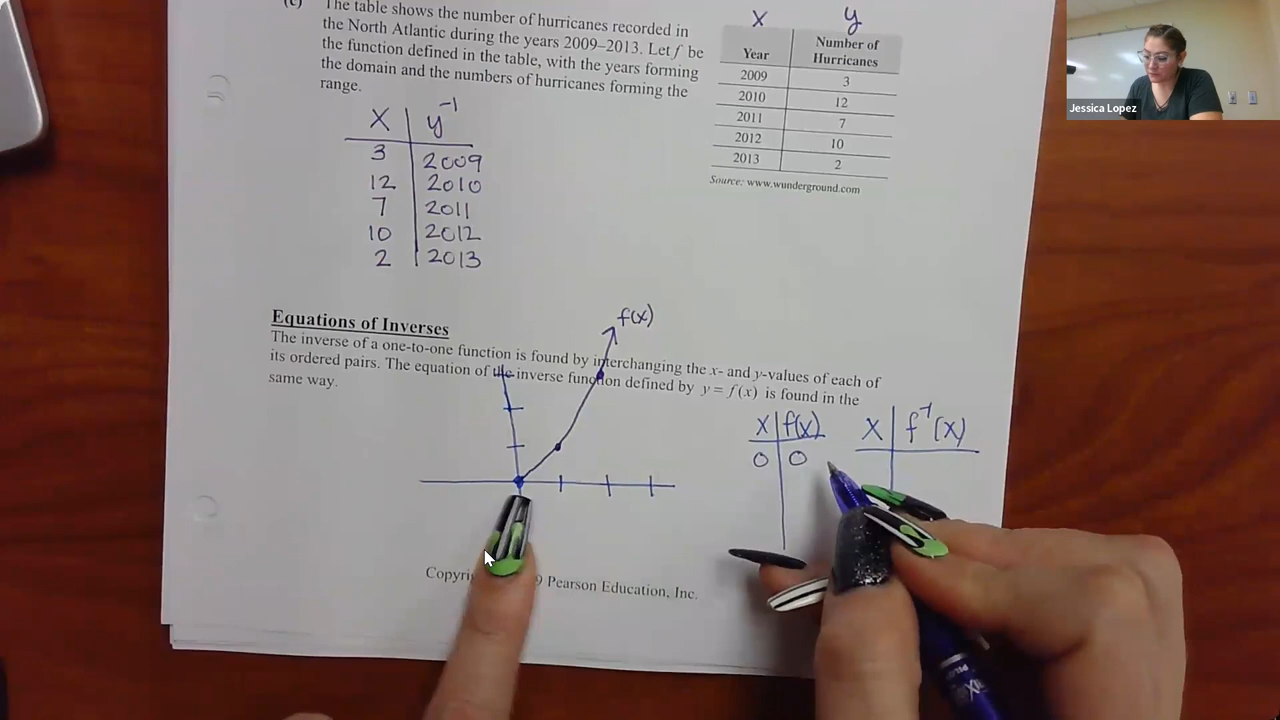 (c) The table shows the number of hurricanes recorded in
the North Atlantic during the years 2009–2013. Let f be
the function defined in the table, with the years forming
the domain and the numbers of hurricanes forming the
range.
x y
Year Number of Hurricanes
2009 3
2010 12
2011 7
2012 10
2013 2
Source: www.wunderground.com
x y⁻¹
3 2009
12 2010
7 2011
10 2012
2 2013
Jessica Lopez
f(x)
Equations of Inverses
The inverse of a one-to-one function is found by interchanging the x- and y-values of each of
its ordered pairs. The equation of the inverse function defined by y = f(x) is found in the
same way.
x f(x)
0 0
x f⁻¹(x)
9 Pearson Education, Inc.